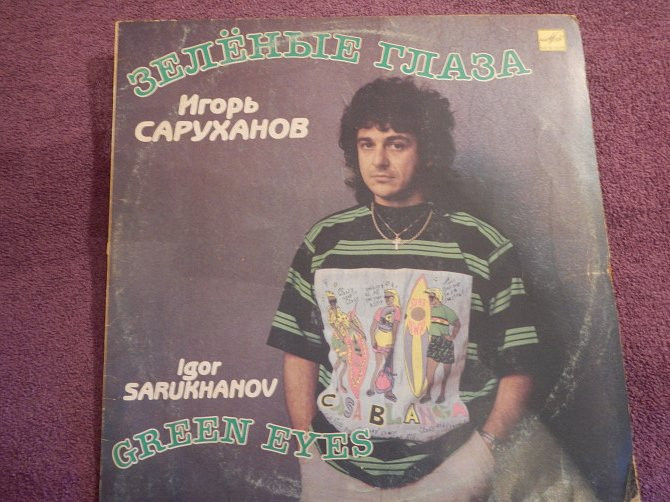 ЗЕЛЁНЫЕ ГЛАЗА
Игорь
САРУХАНОВ
Igor
SARUKHANOV
CASABLANCA
GREEN EYES